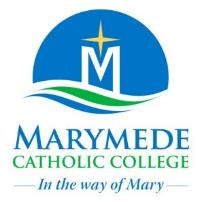 M
MARYMEDE
CATHOLIC COLLEGE
In the way of Mary